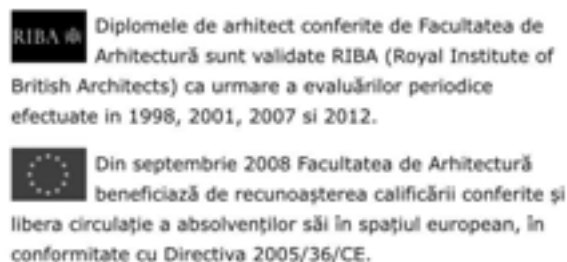 RIBA Diplomele de arhitect conferite de Facultatea de
Arhitectură sunt validate RIBA (Royal Institute of
British Architects) ca urmare a evaluărilor periodice
efectuate in 1998, 2001, 2007 si 2012.
Din septembrie 2008 Facultatea de Arhitectură
beneficiază de recunoașterea calificării conferite și
libera circulație a absolvenților săi în spațiul european, în
conformitate cu Directiva 2005/36/CE.